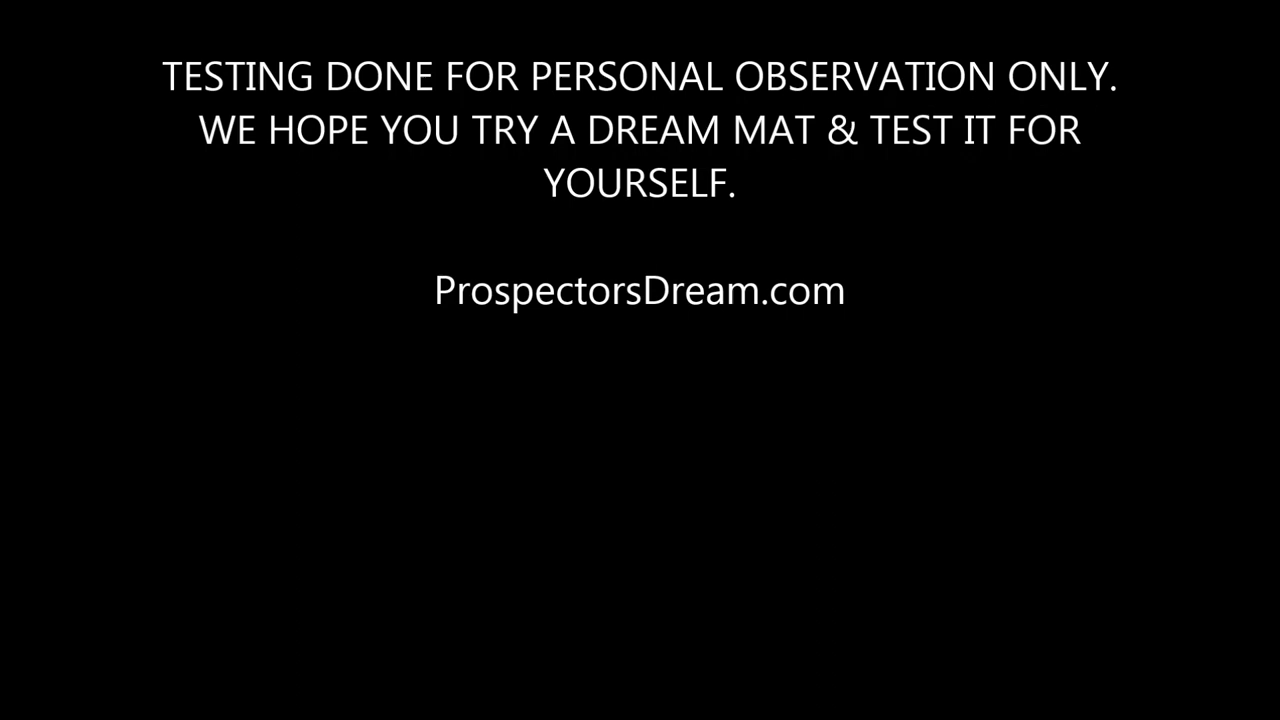 TESTING DONE FOR PERSONAL OBSERVATION ONLY.
WE HOPE YOU TRY A DREAM MAT & TEST IT FOR
YOURSELF.
ProspectorsDream.com